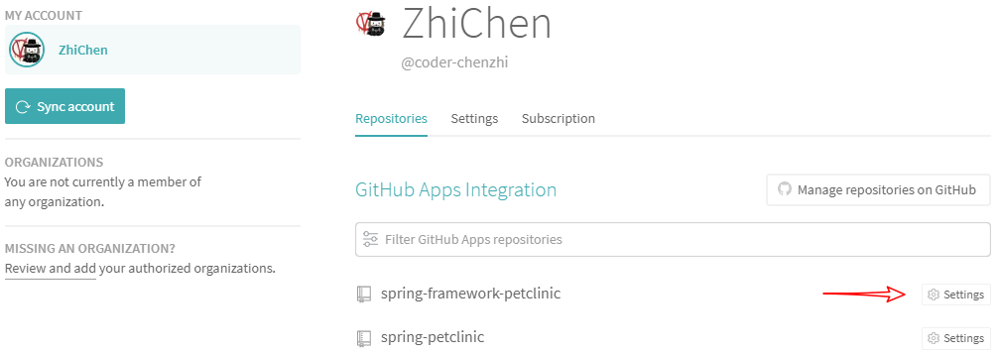 MY ACCOUNT
ZhiChen
Sync account
ORGANIZATIONS
You are not currently a member of
any organization.
MISSING AN ORGANIZATION?
Review and add your authorized organizations.
ZhiChen
@coder-chenzhi
Repositories Settings Subscription
GitHub Apps Integration
Manage repositories on GitHub
Filter GitHub Apps repositories
spring-framework-petclinic
Settings
spring-petclinic
Settings